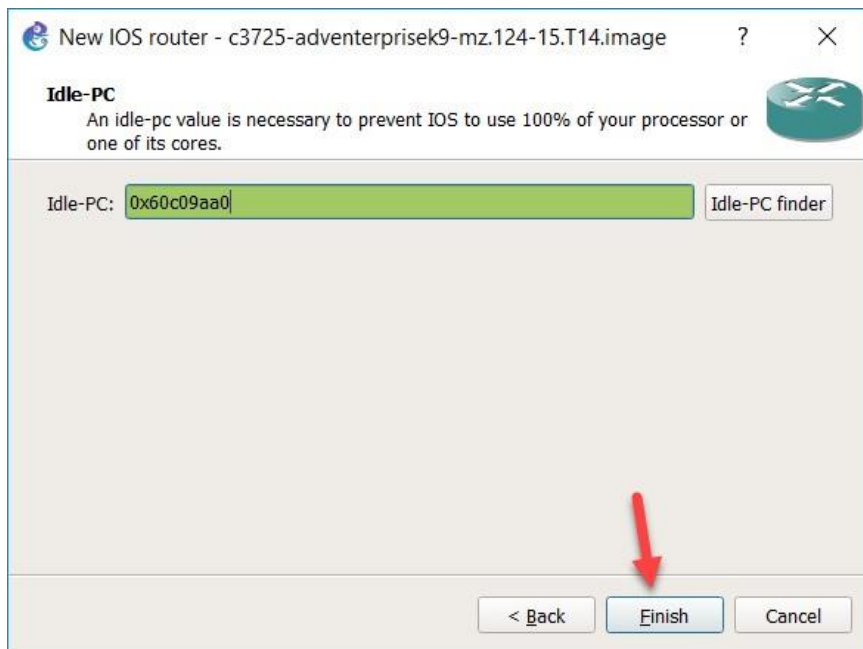 New IOS router - c3725-adventerprisek9-mz.124-15.T14.image ?
Idle-PC
An idle-pc value is necessary to prevent IOS to use 100% of your processor or
one of its cores.
Idle-PC: 0x60c09aa0 Idle-PC finder
< Back Finish Cancel